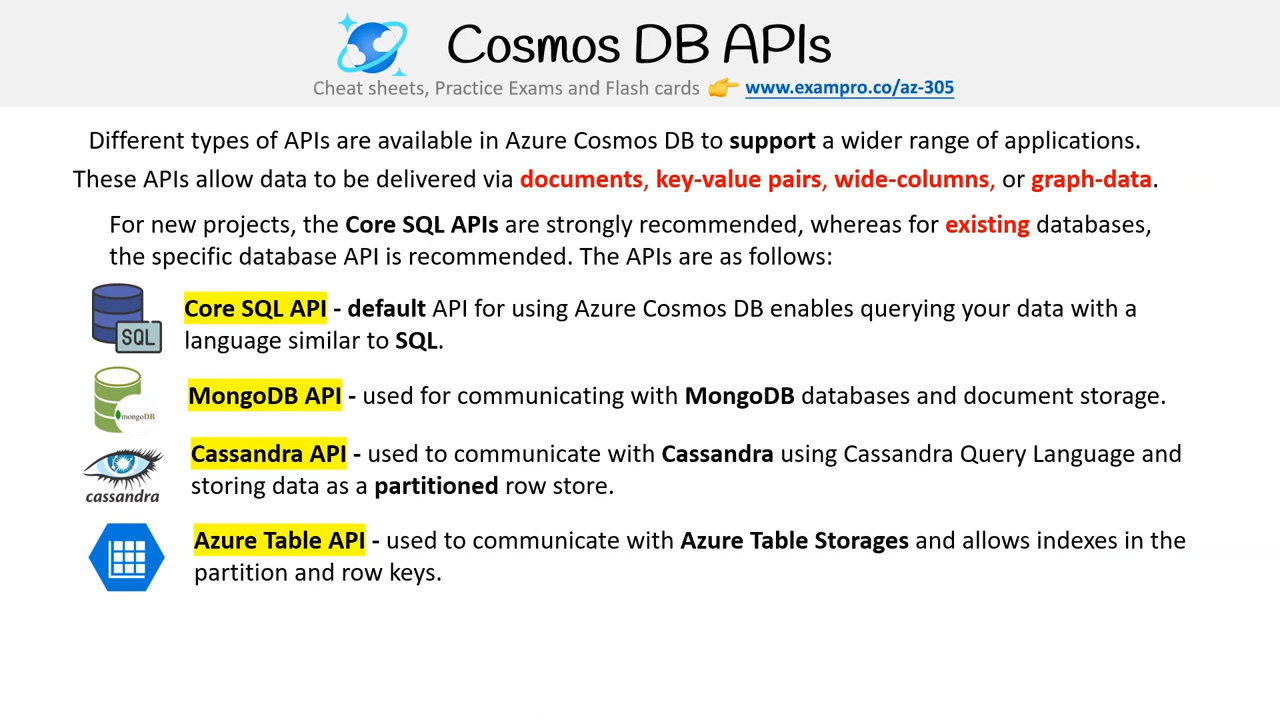 Cosmos DB APIs
Cheat sheets, Practice Exams and Flash cards 👉 www.exampro.co/az-305
Different types of APIs are available in Azure Cosmos DB to support a wider range of applications.
These APIs allow data to be delivered via documents, key-value pairs, wide-columns, or graph-data.
For new projects, the Core SQL APIs are strongly recommended, whereas for existing databases,
the specific database API is recommended. The APIs are as follows:
SQL
Core SQL API - default API for using Azure Cosmos DB enables querying your data with a
language similar to SQL.
mongoDB
MongoDB API - used for communicating with MongoDB databases and document storage.
cassandra
Cassandra API - used to communicate with Cassandra using Cassandra Query Language and
storing data as a partitioned row store.
Azure Table API - used to communicate with Azure Table Storages and allows indexes in the
partition and row keys.